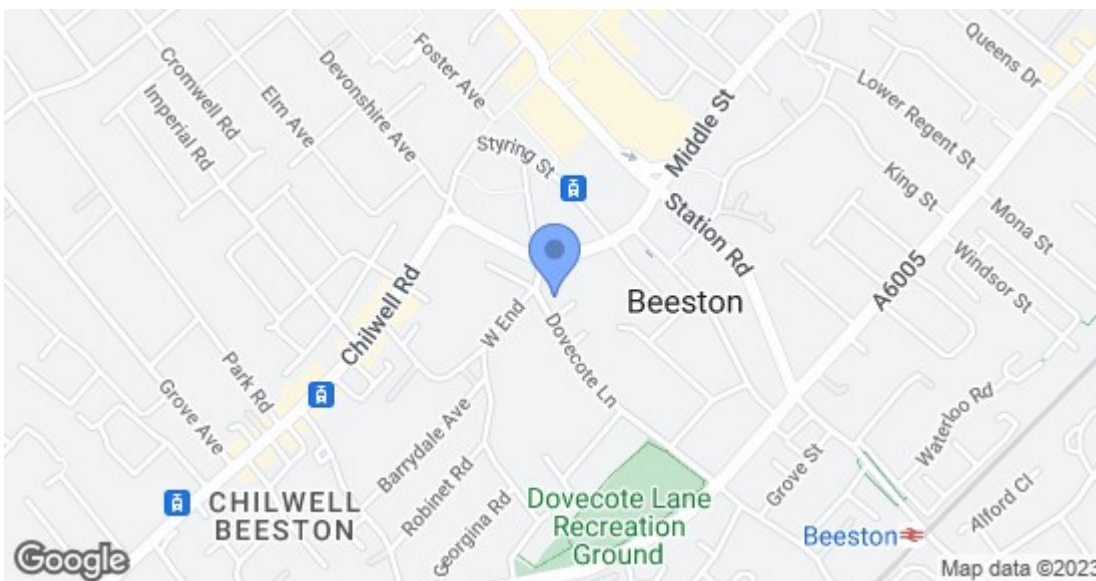 Cromwell Rd
Imperial Rd
Elm Ave
Devonshire Ave
Foster Ave
Styring St
Middle St
Queens Dr
Lower Regent St
King St
Mona St
Windsor St
Station Rd
A6005
Beeston
Chilwell Rd
W End
Dovecote Ln
Park Rd
Grove Ave
Barrydale Ave
Robinet Rd
Georgina Rd
Waterloo Rd
Grove St
Alford Cl
CHILWELL
BEESTON
Dovecote Lane
Recreation
Ground
Beeston
Google
Map data ©2023